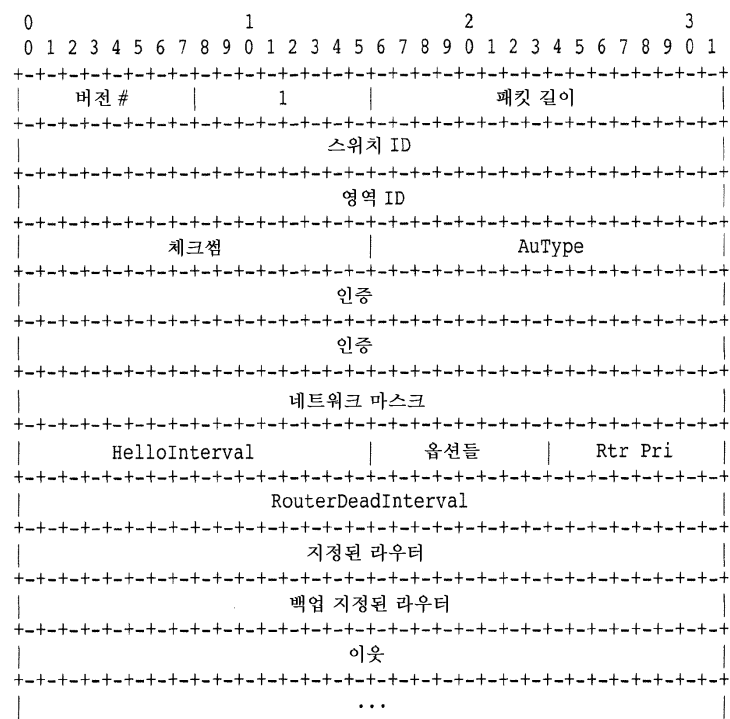 0 1 2 3
0 1 2 3 4 5 6 7 8 9 0 1 2 3 4 5 6 7 8 9 0 1 2 3 4 5 6 7 8 9 0 1
+-+-+-+-+-+-+-+-+-+-+-+-+-+-+-+-+-+-+-+-+-+-+-+-+-+-+-+-+-+-+-+-+
| 버전 # | 1 | 패킷 길이 |
+-+-+-+-+-+-+-+-+-+-+-+-+-+-+-+-+-+-+-+-+-+-+-+-+-+-+-+-+-+-+-+-+
| 스위치 ID |
+-+-+-+-+-+-+-+-+-+-+-+-+-+-+-+-+-+-+-+-+-+-+-+-+-+-+-+-+-+-+-+-+
| 영역 ID |
+-+-+-+-+-+-+-+-+-+-+-+-+-+-+-+-+-+-+-+-+-+-+-+-+-+-+-+-+-+-+-+-+
| 체크썸 | AuType |
+-+-+-+-+-+-+-+-+-+-+-+-+-+-+-+-+-+-+-+-+-+-+-+-+-+-+-+-+-+-+-+-+
| 인증 |
+-+-+-+-+-+-+-+-+-+-+-+-+-+-+-+-+-+-+-+-+-+-+-+-+-+-+-+-+-+-+-+-+
| 인증 |
+-+-+-+-+-+-+-+-+-+-+-+-+-+-+-+-+-+-+-+-+-+-+-+-+-+-+-+-+-+-+-+-+
| 네트워크 마스크 |
+-+-+-+-+-+-+-+-+-+-+-+-+-+-+-+-+-+-+-+-+-+-+-+-+-+-+-+-+-+-+-+-+
| HelloInterval | 옵션들 | Rtr Pri |
+-+-+-+-+-+-+-+-+-+-+-+-+-+-+-+-+-+-+-+-+-+-+-+-+-+-+-+-+-+-+-+-+
| RouterDeadInterval |
+-+-+-+-+-+-+-+-+-+-+-+-+-+-+-+-+-+-+-+-+-+-+-+-+-+-+-+-+-+-+-+-+
| 지정된 라우터 |
+-+-+-+-+-+-+-+-+-+-+-+-+-+-+-+-+-+-+-+-+-+-+-+-+-+-+-+-+-+-+-+-+
| 백업 지정된 라우터 |
+-+-+-+-+-+-+-+-+-+-+-+-+-+-+-+-+-+-+-+-+-+-+-+-+-+-+-+-+-+-+-+-+
| 이웃 |
+-+-+-+-+-+-+-+-+-+-+-+-+-+-+-+-+-+-+-+-+-+-+-+-+-+-+-+-+-+-+-+-+
| ... |